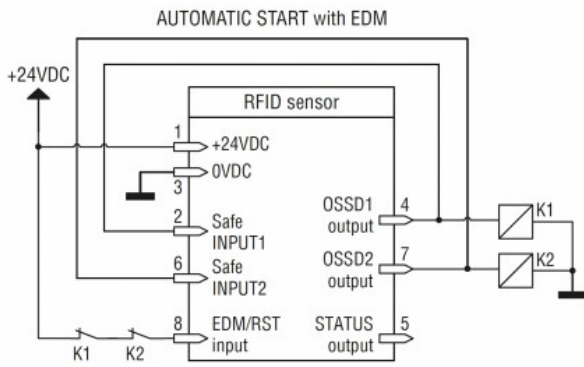 AUTOMATIC START with EDM
+24VDC
RFID sensor
1
+24VDC
0VDC
3
2
Safe
INPUT1
6
Safe
INPUT2
8
EDM/RST
input
OSSD1
output
4
K1
OSSD2
output
7
K2
STATUS
output
5
K1
K2